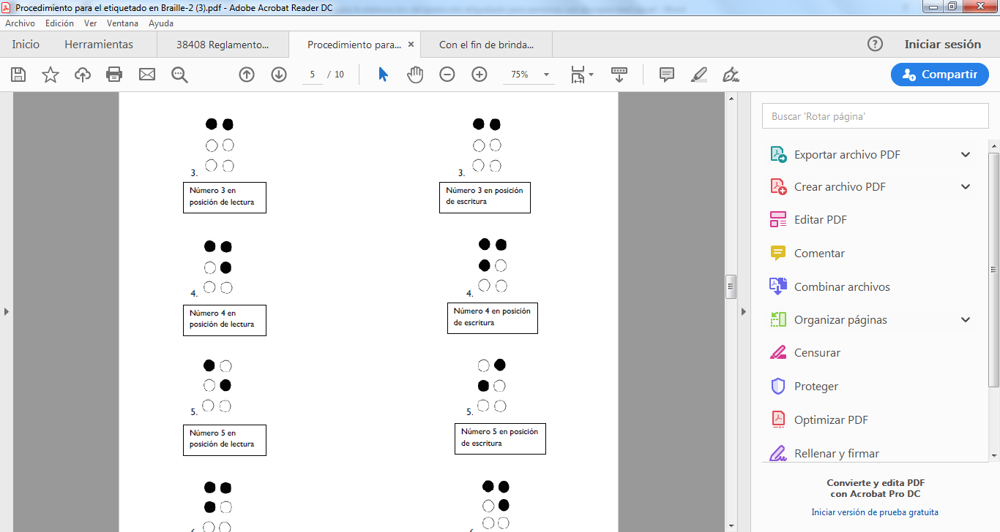 Procedimiento para el etiquetado en Braille-2 (3).pdf - Adobe Acrobat Reader DC
Archivo Edición Ver Ventana Ayuda
Inicio Herramientas 38408 Reglamento... Procedimiento para... × Con el fin de brinda... ? Iniciar sesión
5 / 10 75% Compartir
3. 3.
Número 3 en
posición de lectura
Número 3 en posición
de escritura
4. 4.
Número 4 en
posición de lectura
Número 4 en posición
de escritura
5. 5.
Número 5 en
posición de lectura
Número 5 en posición
de escritura
Buscar 'Rotar página'
Exportar archivo PDF
Crear archivo PDF
Editar PDF
Comentar
Combinar archivos
Organizar páginas
Censurar
Proteger
Optimizar PDF
Rellenar y firmar
Convierte y edita PDF
con Acrobat Pro DC
Iniciar versión de prueba gratuita